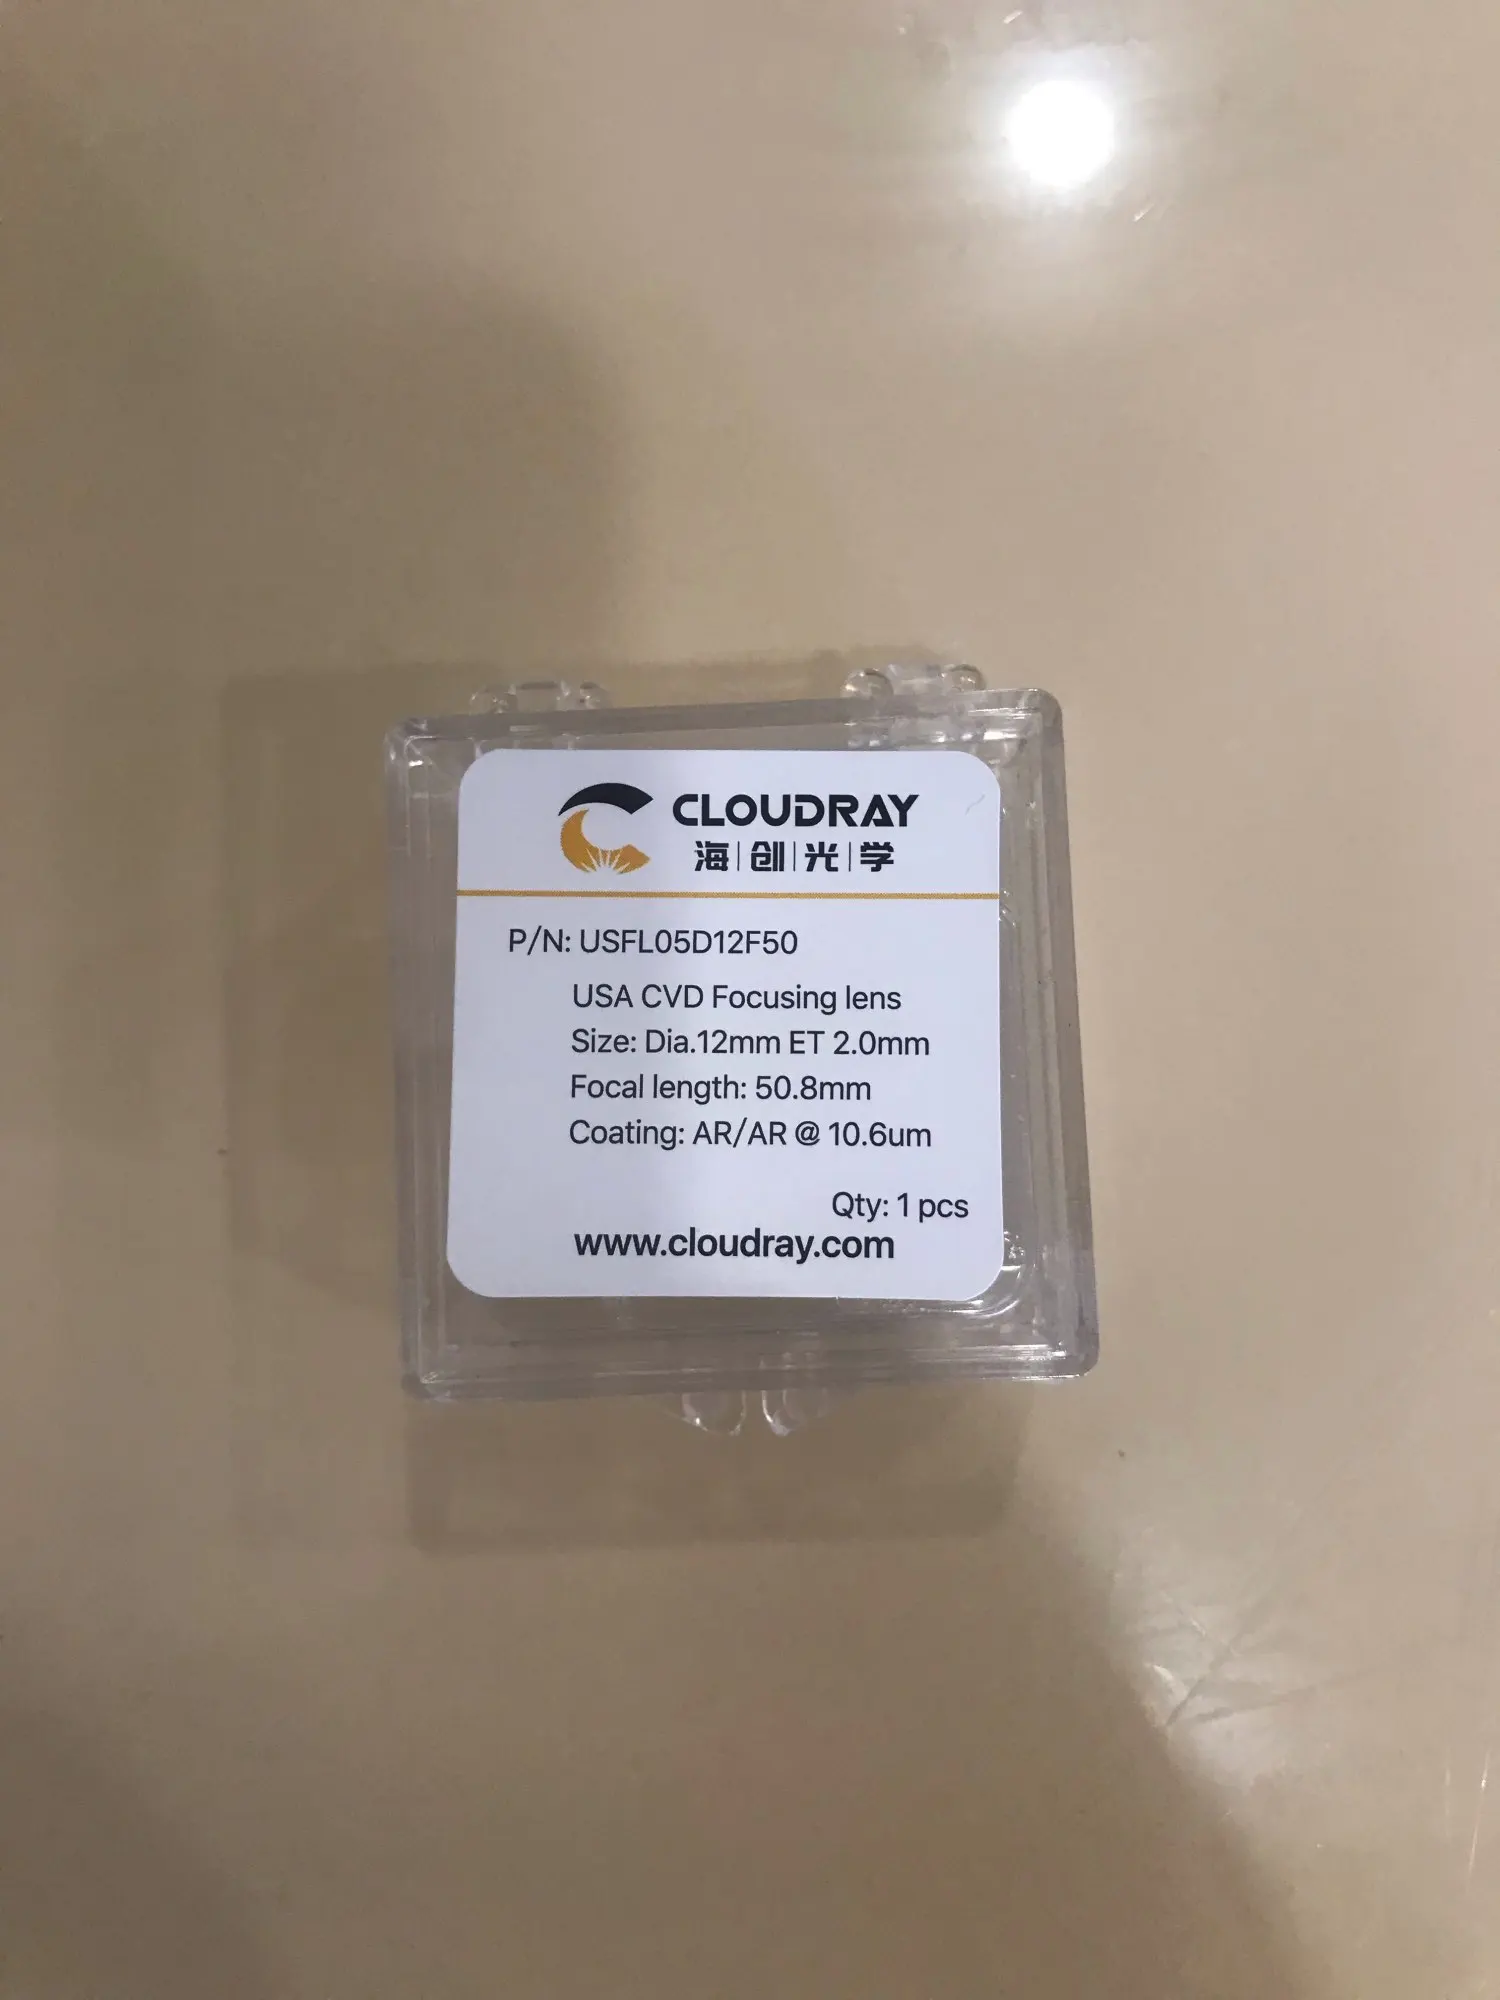 CLOUDRAY
海|创|光|学
P/N: USFL05D12F50
USA CVD Focusing lens
Size: Dia.12mm ET 2.0mm
Focal length: 50.8mm
Coating: AR/AR @ 10.6um
Qty: 1 pcs
www.cloudray.com